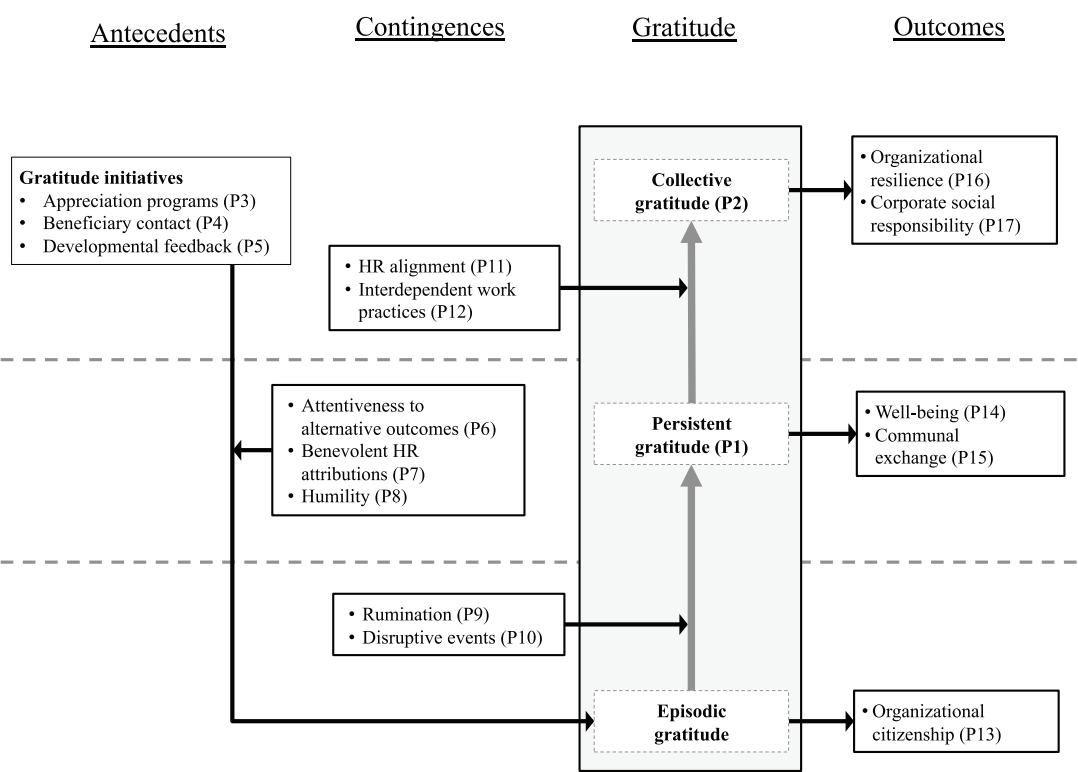 Antecedents
Contingences
Gratitude
Outcomes
Gratitude initiatives
• Appreciation programs (P3)
• Beneficiary contact (P4)
• Developmental feedback (P5)
• HR alignment (P11)
• Interdependent work
practices (P12)
Collective
gratitude (P2)
• Organizational
resilience (P16)
• Corporate social
responsibility (P17)
• Attentiveness to
alternative outcomes (P6)
• Benevolent HR
attributions (P7)
• Humility (P8)
Persistent
gratitude (P1)
• Well-being (P14)
• Communal
exchange (P15)
• Rumination (P9)
• Disruptive events (P10)
Episodic
gratitude
• Organizational
citizenship (P13)